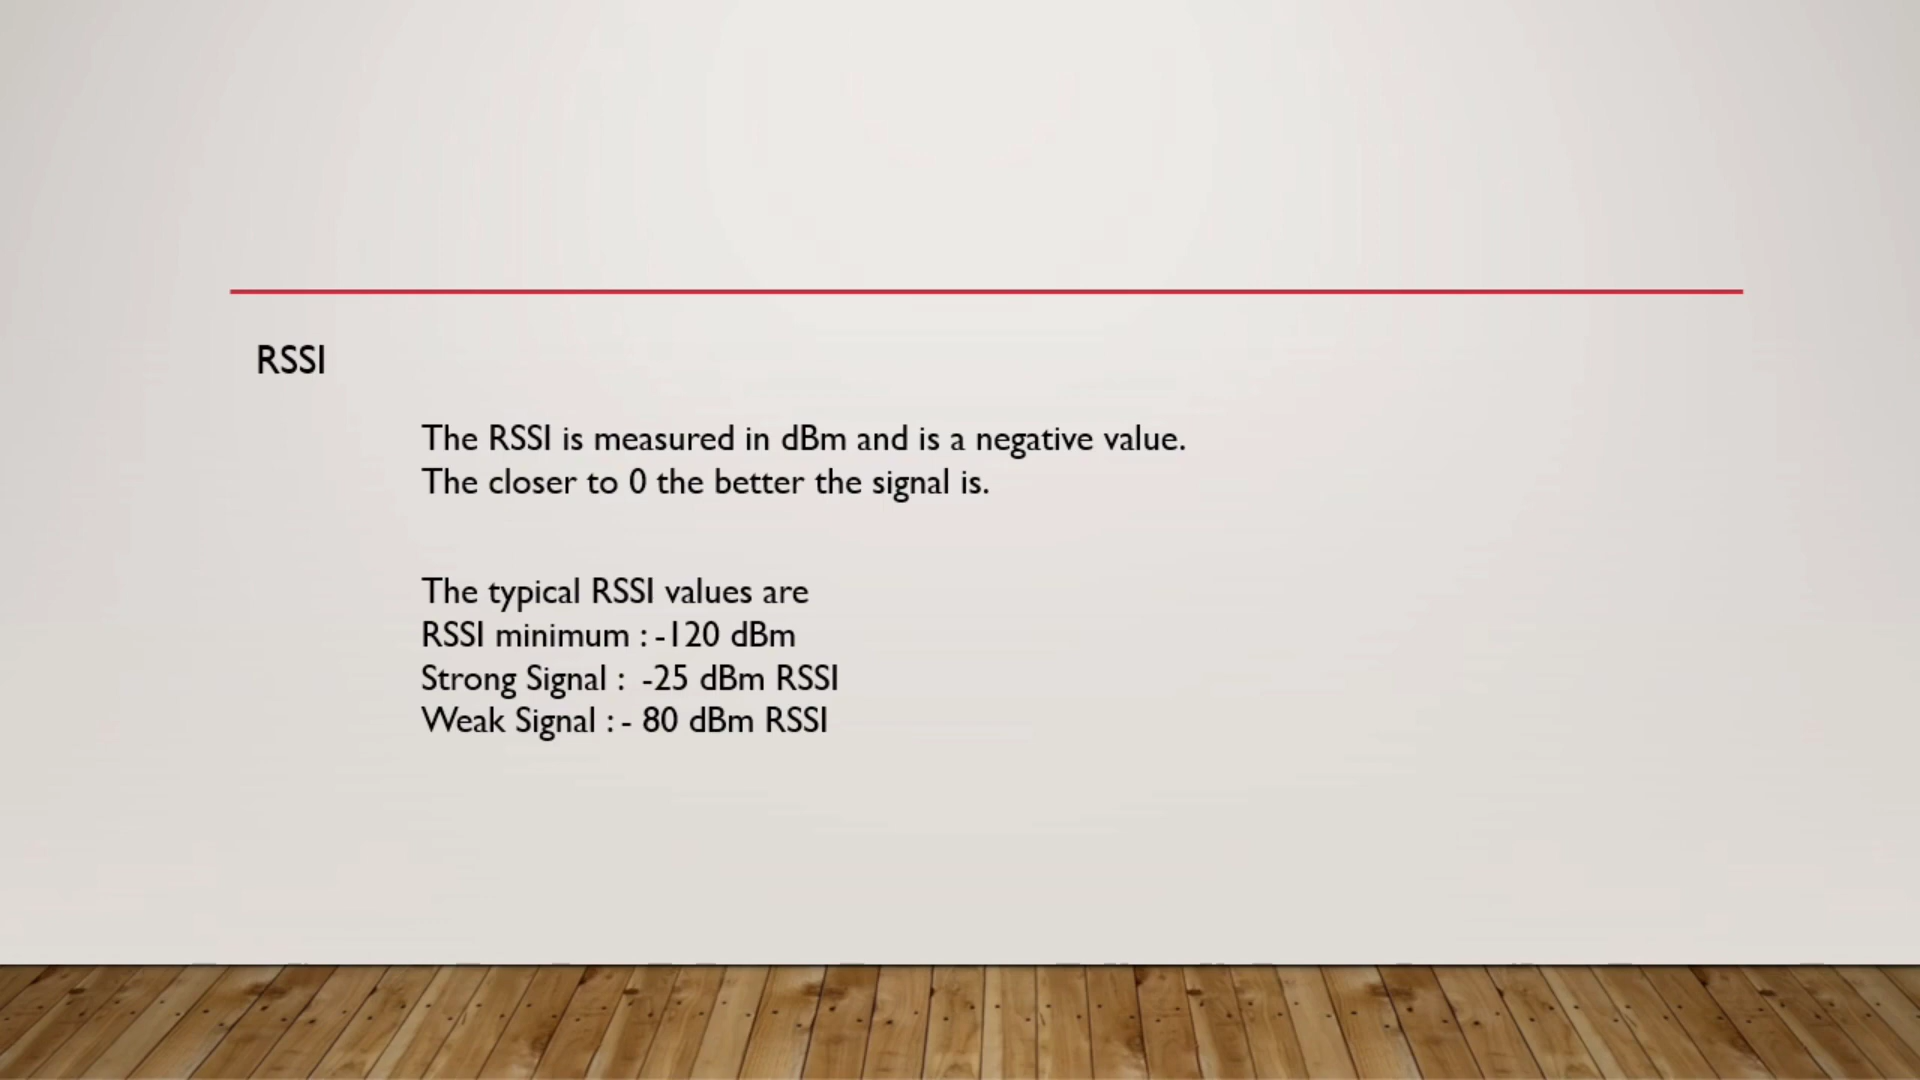 RSSI
The RSSI is measured in dBm and is a negative value.
The closer to 0 the better the signal is.
The typical RSSI values are
RSSI minimum : -120 dBm
Strong Signal :  -25 dBm RSSI
Weak Signal : - 80 dBm RSSI